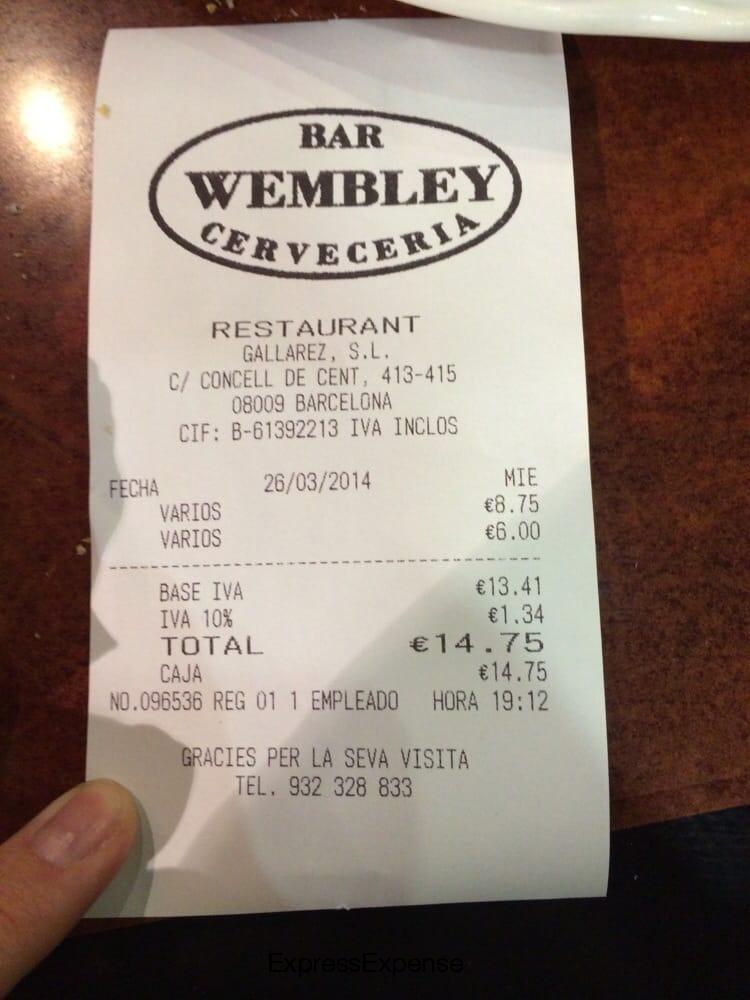 BAR
WEMBLEY
CERVECERIA
RESTAURANT
GALLAREZ, S.L.
C/ CONCELL DE CENT, 413-415
08009 BARCELONA
CIF: B-61392213 IVA INCLOS
FECHA 26/03/2014 MIE
VARIOS €8.75
VARIOS €6.00
BASE IVA €13.41
IVA 10% €1.34
TOTAL €14.75
CAJA €14.75
NO.096536 REG 01 1 EMPLEADO HORA 19:12
GRACIES PER LA SEVA VISITA
TEL. 932 328 833
ExpressExpense